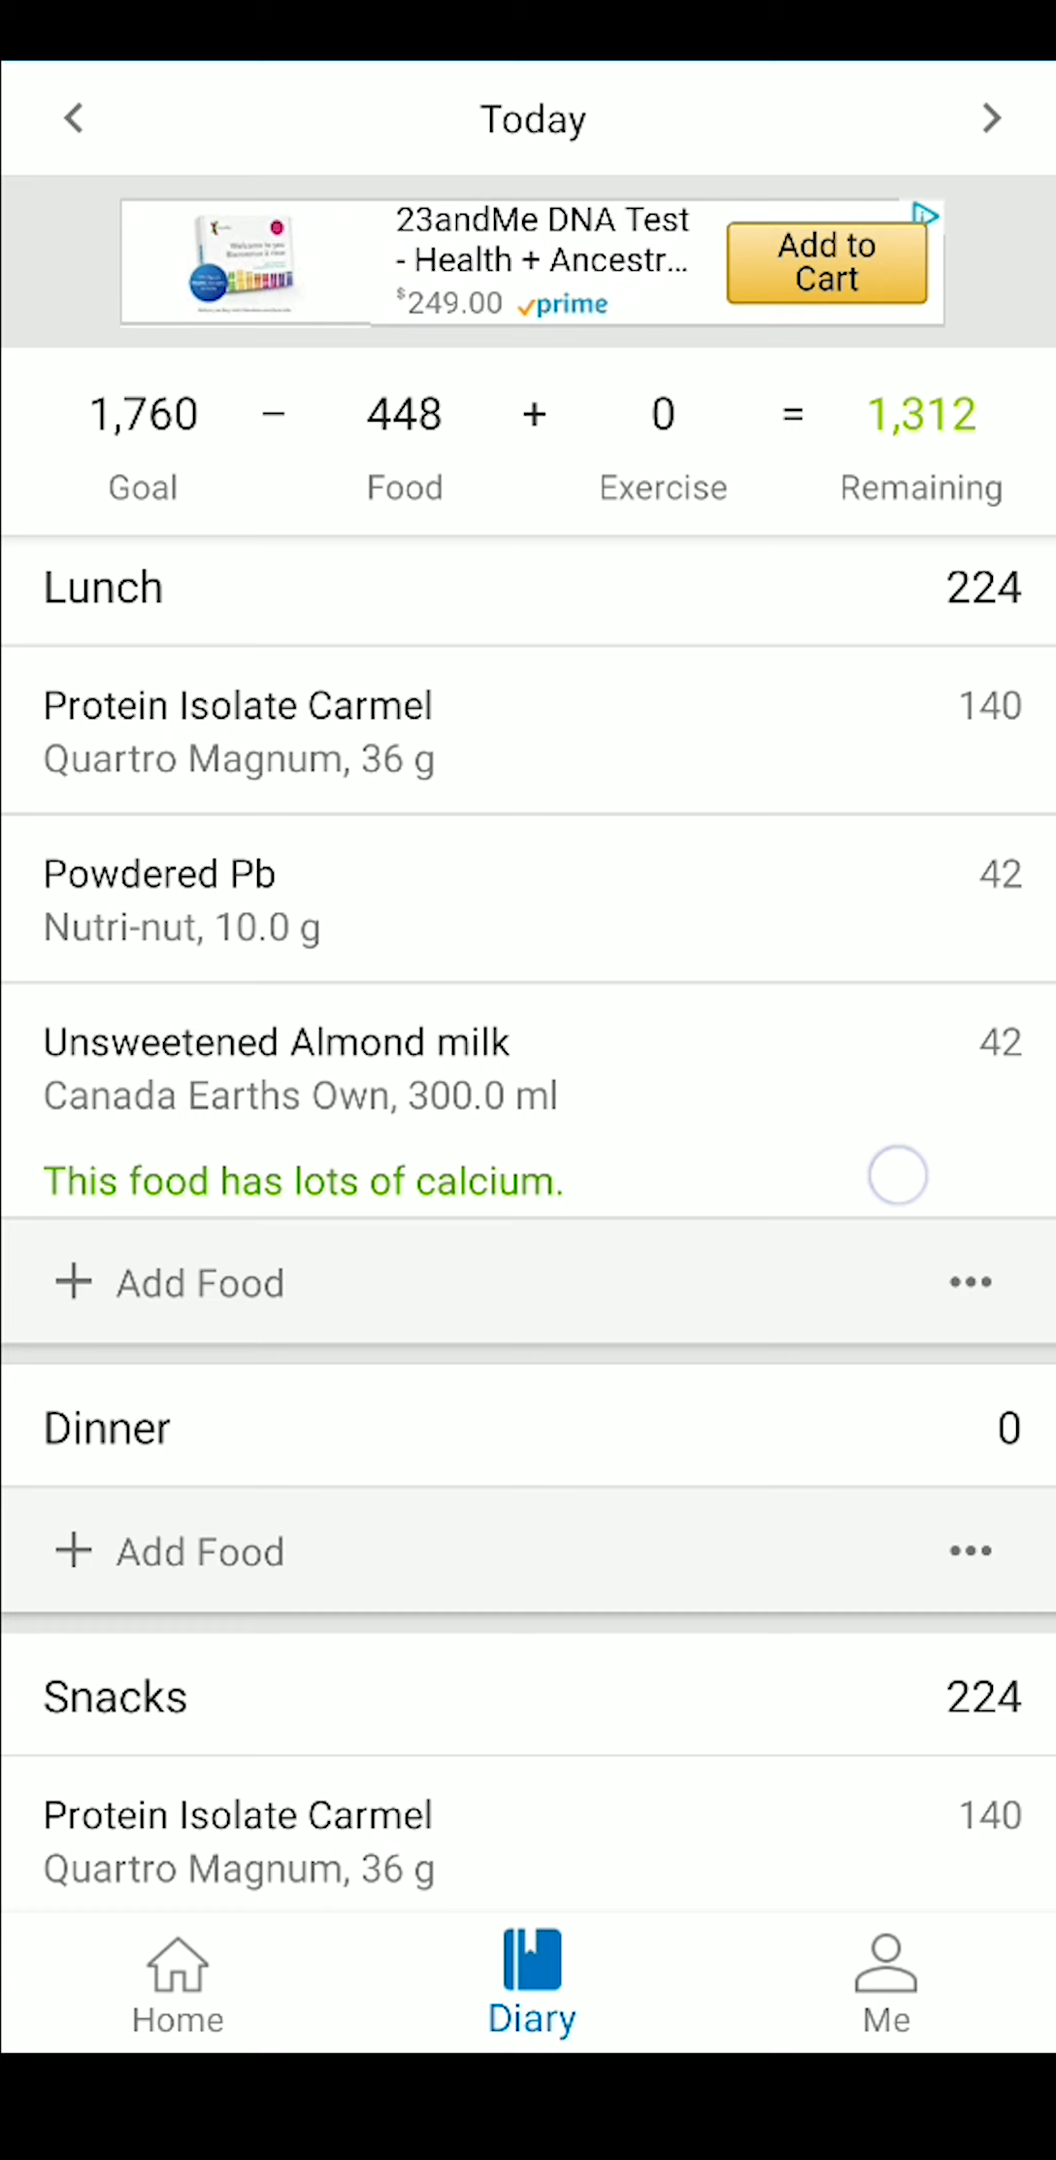 Today
23andMe DNA Test
- Health + Ancestr...
$249.00 prime
Add to
Cart
1,760 – 448 + 0 = 1,312
Goal Food Exercise Remaining
Lunch 224
Protein Isolate Carmel 140
Quartro Magnum, 36 g
Powdered Pb 42
Nutri-nut, 10.0 g
Unsweetened Almond milk 42
Canada Earths Own, 300.0 ml
This food has lots of calcium.
+ Add Food
Dinner 0
+ Add Food
Snacks 224
Protein Isolate Carmel 140
Quartro Magnum, 36 g
Home Diary Me